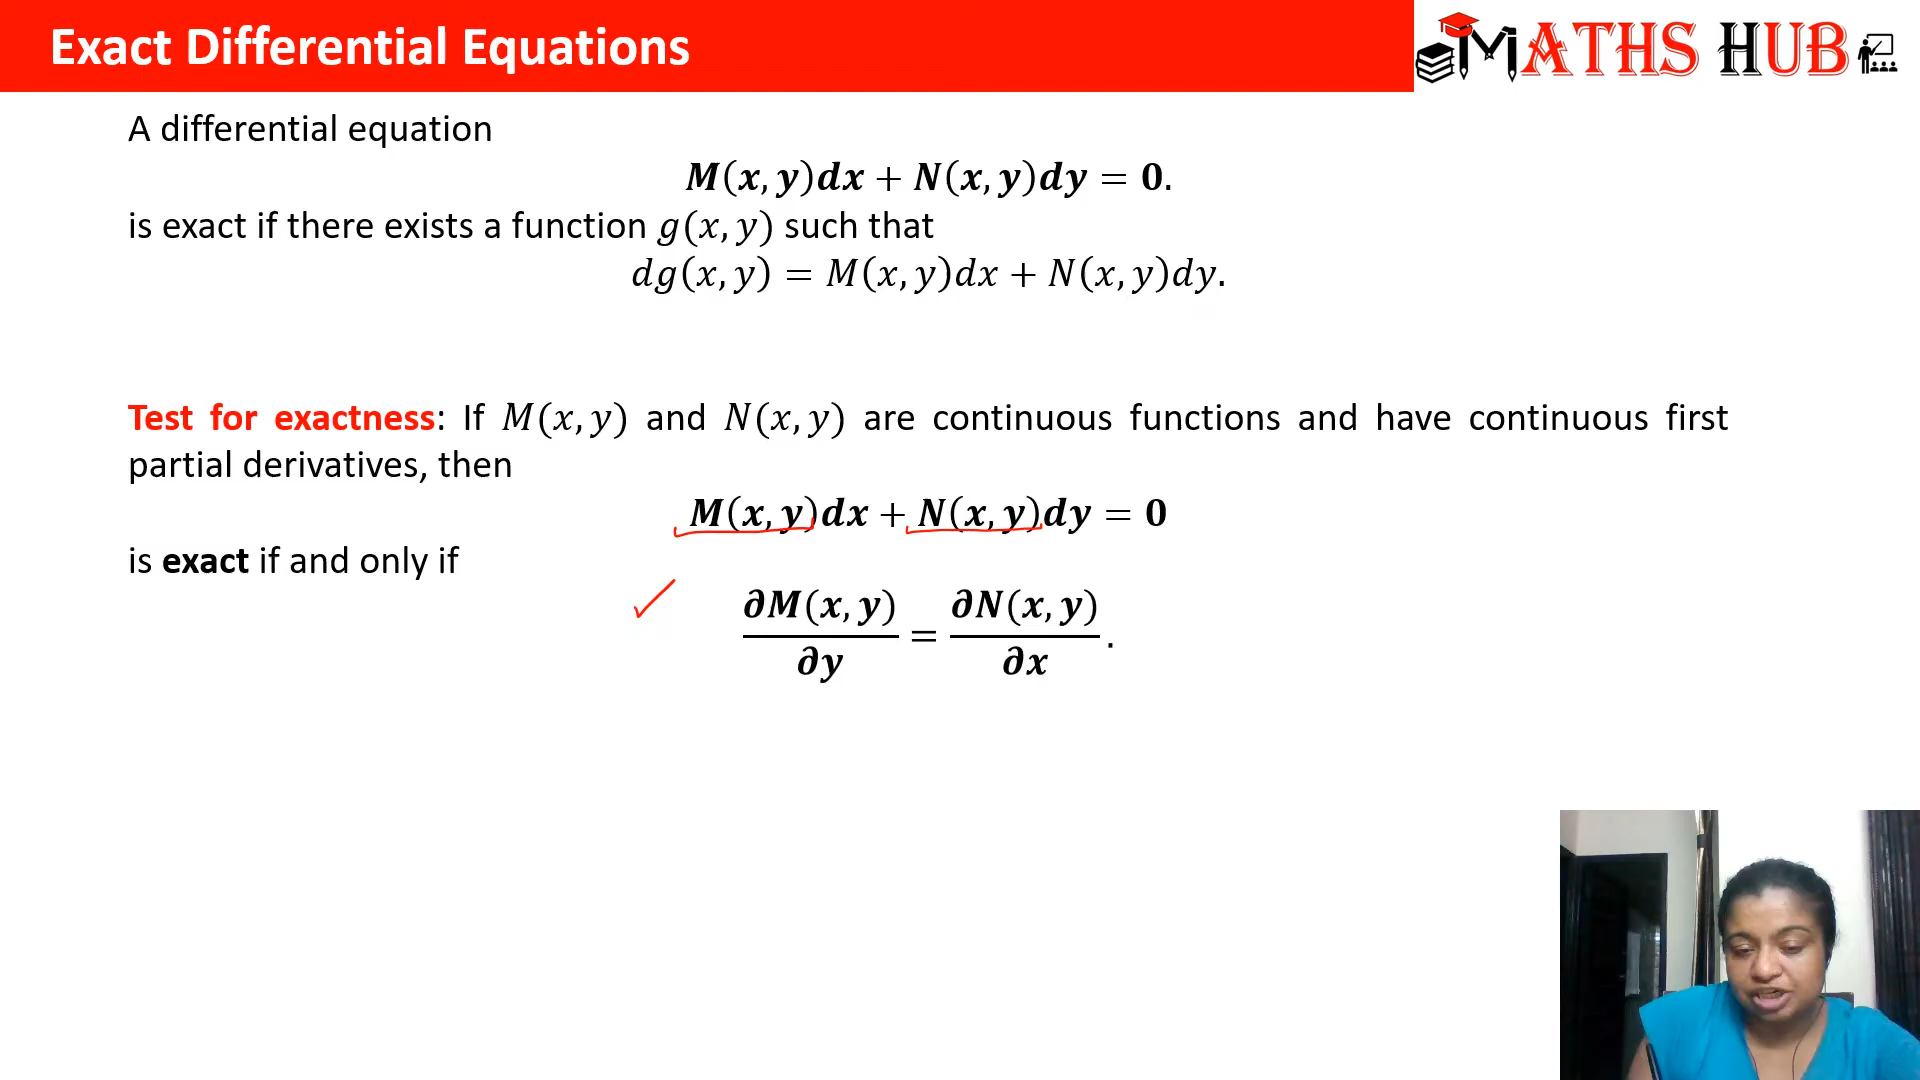 Exact Differential Equations
MATHS HUB
A differential equation
M(x, y)dx + N(x, y)dy = 0.
is exact if there exists a function g(x, y) such that
dg(x, y) = M(x, y)dx + N(x, y)dy.
Test for exactness: If M(x, y) and N(x, y) are continuous functions and have continuous first
partial derivatives, then
M(x, y)dx + N(x, y)dy = 0
is exact if and only if
∂M(x, y)/∂y = ∂N(x, y)/∂x.